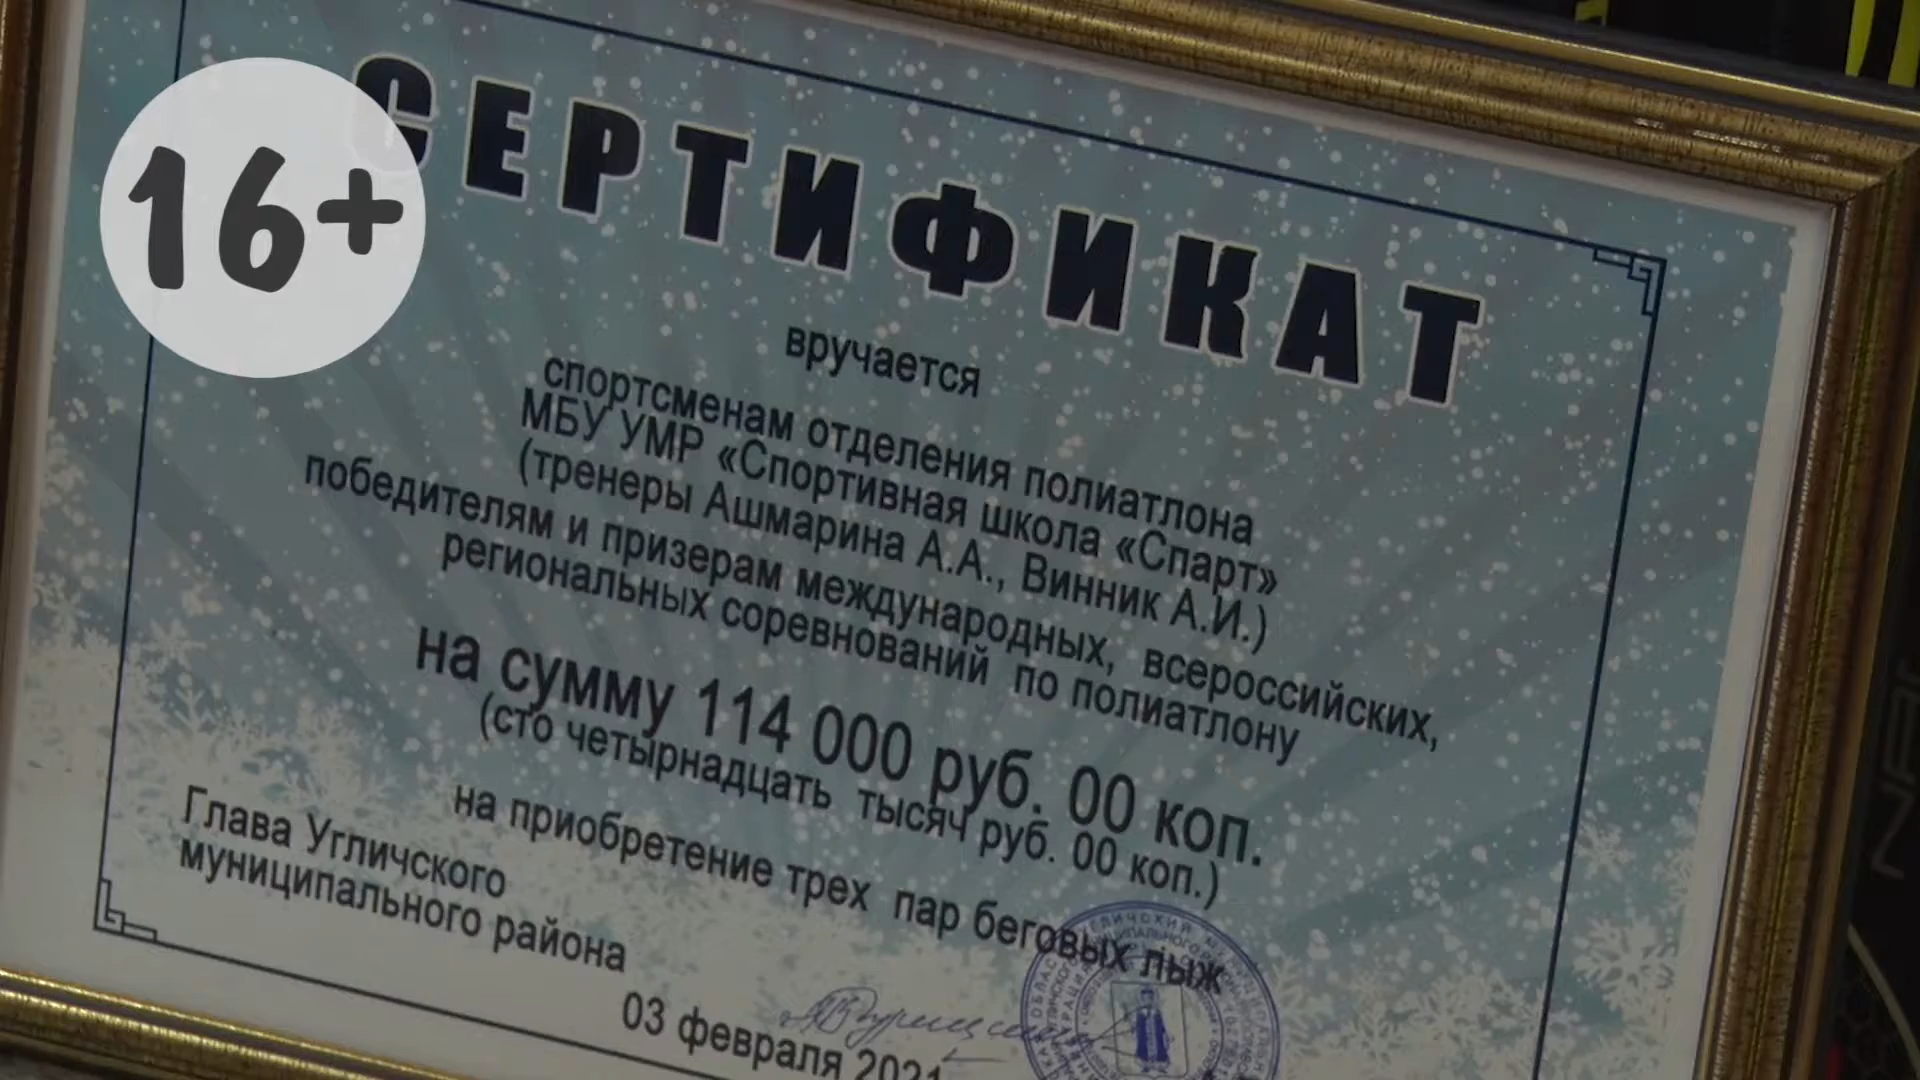 16+
СЕРТИФИКАТ
вручается
спортсменам отделения полиатлона
МБУ УМР «Спортивная школа «Спарт»
(тренеры Ашмарина А.А., Винник А.И.)
победителям и призерам международных, всероссийских,
региональных соревнований по полиатлону
на сумму 114 000 руб. 00 коп.
(сто четырнадцать тысяч руб. 00 коп.)
на приобретение трех пар беговых лыж
Глава Угличского
муниципального района
03 февраля 2021